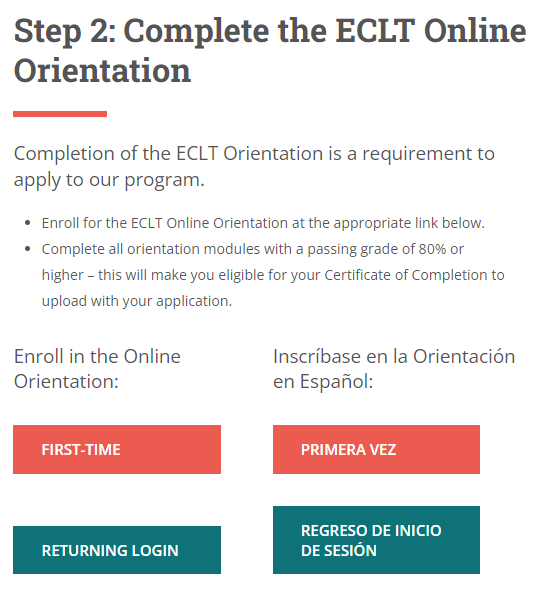 Step 2: Complete the ECLT Online
Orientation
Completion of the ECLT Orientation is a requirement to
apply to our program.
• Enroll for the ECLT Online Orientation at the appropriate link below.
• Complete all orientation modules with a passing grade of 80% or
higher – this will make you eligible for your Certificate of Completion to
upload with your application.
Enroll in the Online
Orientation:
FIRST-TIME
RETURNING LOGIN
Inscríbase en la Orientación
en Español:
PRIMERA VEZ
REGRESO DE INICIO
DE SESIÓN